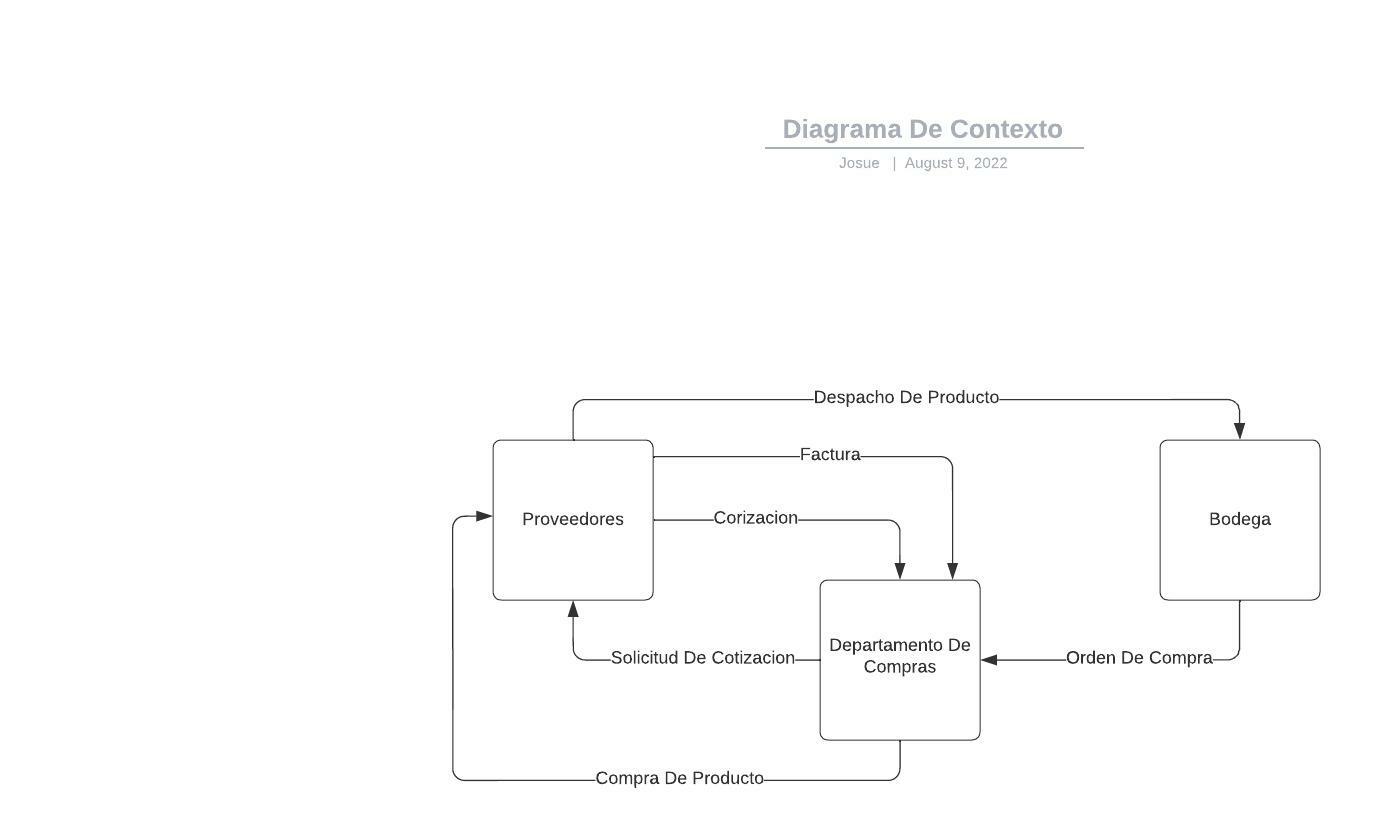 Diagrama De Contexto
Josue | August 9, 2022
Despacho De Producto
Factura
Corizacion
Proveedores
Bodega
Departamento De
Compras
Solicitud De Cotizacion
Orden De Compra
Compra De Producto